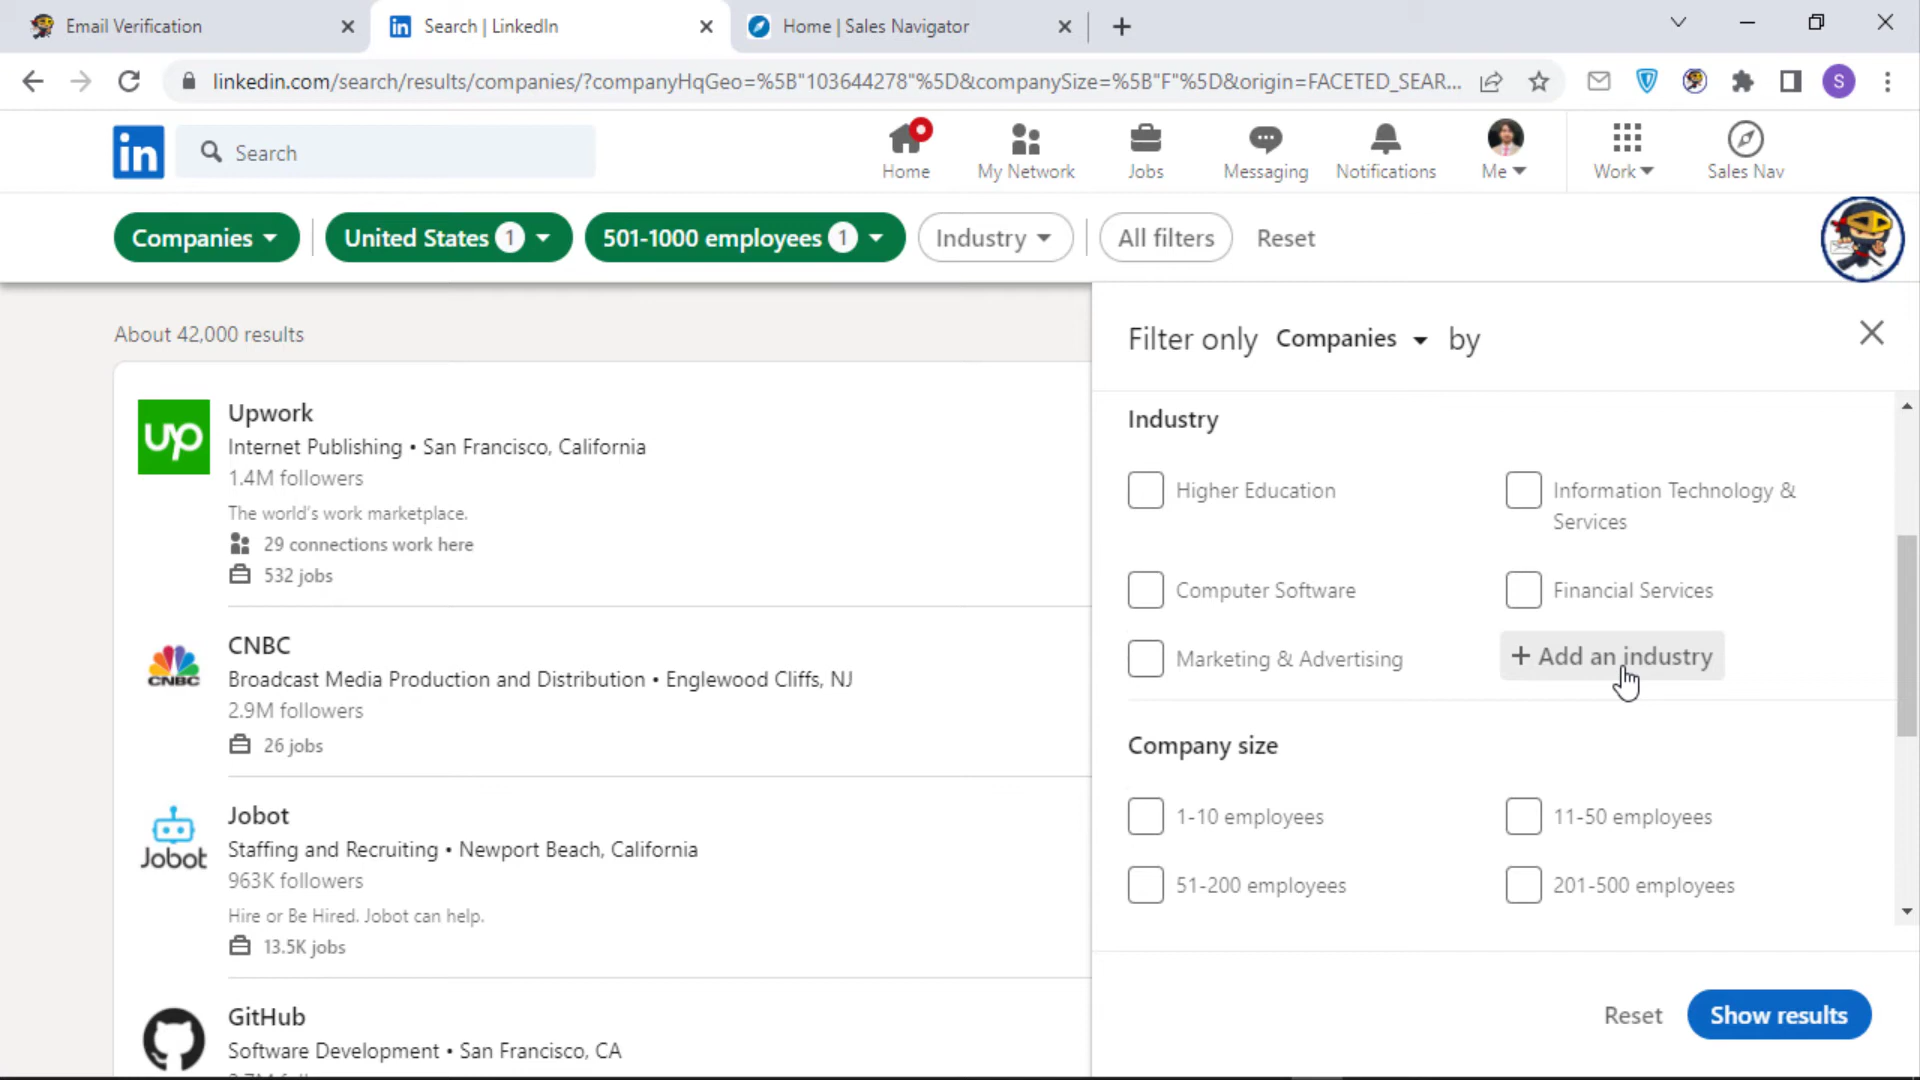 Email Verification
Search | LinkedIn
Home | Sales Navigator
linkedin.com/search/results/companies/?companyHqGeo=%5B"103644278"%5D&companySize=%5B"F"%5D&origin=FACETED_SEAR...
S
in
Search
Home
My Network
Jobs
Messaging
Notifications
Me
Work
Sales Nav
Companies
United States 1
501-1000 employees 1
Industry
All filters
Reset
About 42,000 results
up
Upwork
Internet Publishing • San Francisco, California
1.4M followers
The world's work marketplace.
29 connections work here
532 jobs
CNBC
CNBC
Broadcast Media Production and Distribution • Englewood Cliffs, NJ
2.9M followers
26 jobs
Jobot
Jobot
Staffing and Recruiting • Newport Beach, California
963K followers
Hire or Be Hired. Jobot can help.
13.5K jobs
GitHub
Software Development • San Francisco, CA
Filter only Companies by
Industry
Higher Education
Information Technology &
Services
Computer Software
Financial Services
Marketing & Advertising
+ Add an industry
Company size
1-10 employees
11-50 employees
51-200 employees
201-500 employees
Reset
Show results